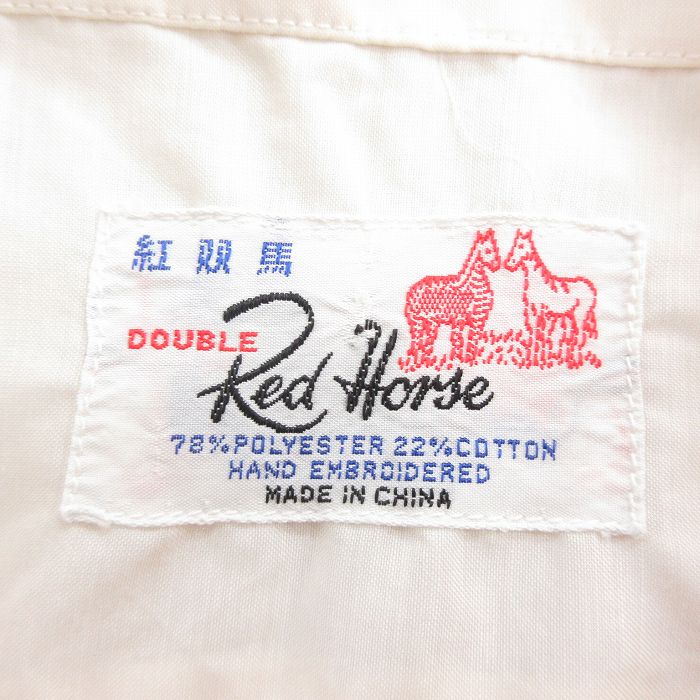 紅双馬
DOUBLE
Red Horse
78% POLYESTER 22% COTTON
HAND EMBROIDERED
MADE IN CHINA